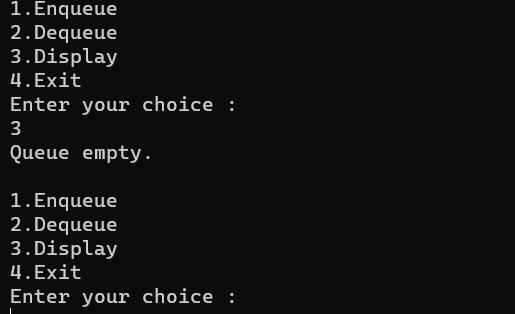 1.Enqueue
2.Dequeue
3.Display
4.Exit
Enter your choice :
3
Queue empty.

1.Enqueue
2.Dequeue
3.Display
4.Exit
Enter your choice :